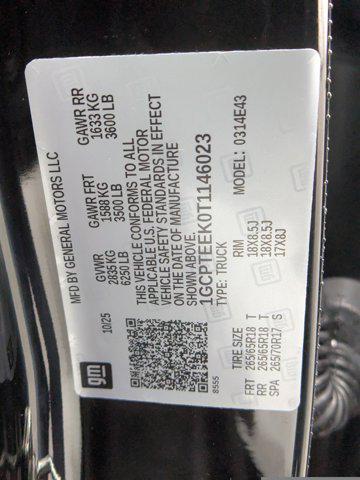 gm
MFD BY GENERAL MOTORS LLC
10/25
GVWR
2835 KG
6250 LB
GAWR FRT
1588 KG
3500 LB
GAWR RR
1633 KG
3600 LB
THIS VEHICLE CONFORMS TO ALL
APPLICABLE U.S. FEDERAL MOTOR
VEHICLE SAFETY STANDARDS IN EFFECT
ON THE DATE OF MANUFACTURE
SHOWN ABOVE.
1GCPTEEK0T1146023
TYPE: TRUCK
MODEL: 0314E43
8555
TIRE SIZE RIM
FRT 265/65R18 T 18X8.5J
RR 265/65R18 T 18X8.5J
SPA 265/70R17 S 17X8J